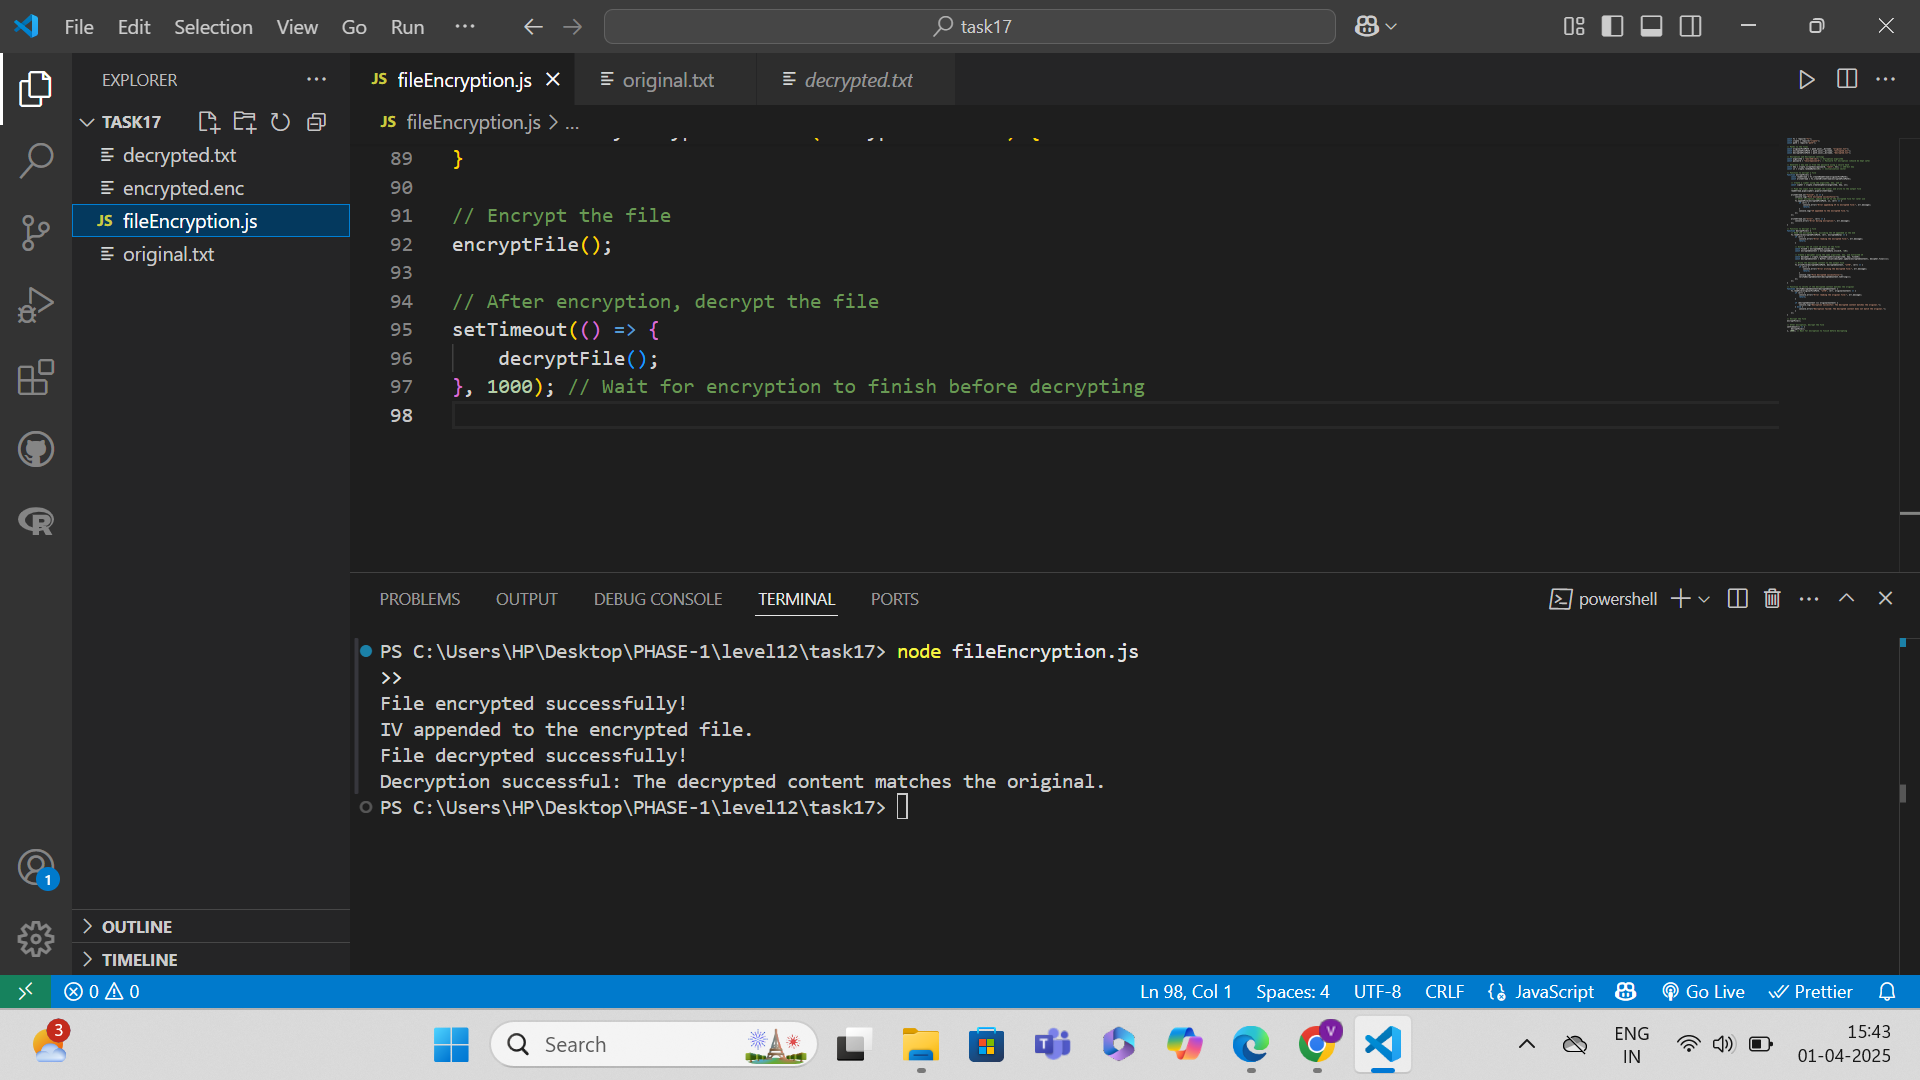 File Edit Selection View Go Run ...
task17
EXPLORER
TASK17
decrypted.txt
encrypted.enc
JS fileEncryption.js
original.txt
OUTLINE
TIMELINE
JS fileEncryption.js
original.txt
decrypted.txt
JS fileEncryption.js > ...
89 }
90
91 // Encrypt the file
92 encryptFile();
93
94 // After encryption, decrypt the file
95 setTimeout(() => {
96 decryptFile();
97 }, 1000); // Wait for encryption to finish before decrypting
98
PROBLEMS OUTPUT DEBUG CONSOLE TERMINAL PORTS
powershell
PS C:\Users\HP\Desktop\PHASE-1\level12\task17> node fileEncryption.js
>>
File encrypted successfully!
IV appended to the encrypted file.
File decrypted successfully!
Decryption successful: The decrypted content matches the original.
PS C:\Users\HP\Desktop\PHASE-1\level12\task17>
1
0 0
Ln 98, Col 1 Spaces: 4 UTF-8 CRLF JavaScript Go Live Prettier
3
Search
V
ENG
IN
15:43
01-04-2025